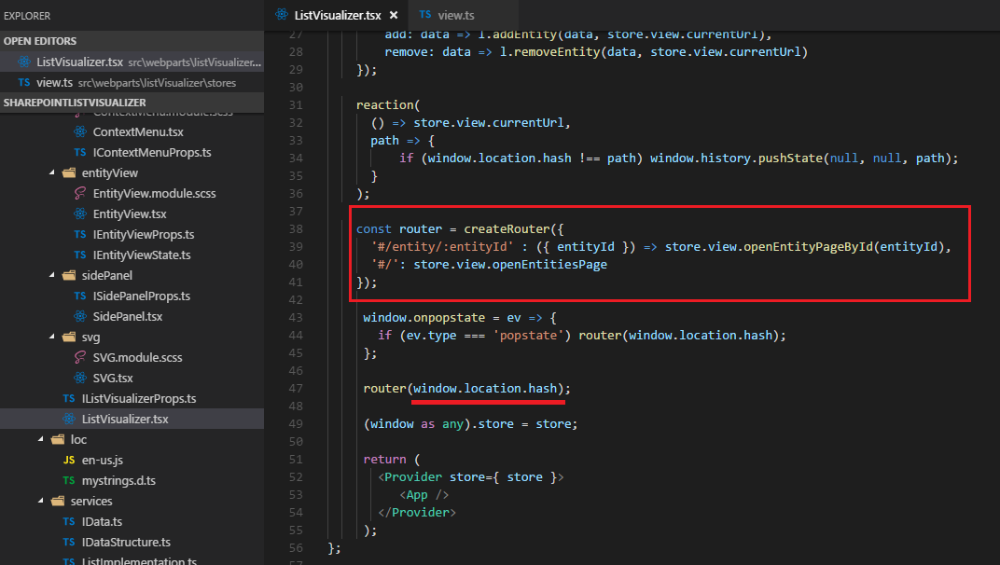 EXPLORER
OPEN EDITORS
ListVisualizer.tsx src\webparts\listVisualizer...
TS view.ts src\webparts\listVisualizer\stores
SHAREPOINTLISTVISUALIZER
ContextMenu.module.scss
ContextMenu.tsx
TS IContextMenuProps.ts
entityView
EntityView.module.scss
EntityView.tsx
TS IEntityViewProps.ts
TS IEntityViewState.ts
sidePanel
TS ISidePanelProps.ts
SidePanel.tsx
svg
SVG.module.scss
SVG.tsx
TS IListVisualizerProps.ts
ListVisualizer.tsx
loc
JS en-us.js
TS mystrings.d.ts
services
TS IData.ts
TS IDataStructure.ts
TS ListImplementation.ts
ListVisualizer.tsx × TS view.ts
27 add: data => l.addEntity(data, store.view.currentUrl),
28 remove: data => l.removeEntity(data, store.view.currentUrl)
29 });
30
31 reaction(
32 () => store.view.currentUrl,
33 path => {
34 if (window.location.hash !== path) window.history.pushState(null, null, path);
35 }
36 );
37
38 const router = createRouter({
39 '#/entity/:entityId' : ({ entityId }) => store.view.openEntityPageById(entityId),
40 '#/': store.view.openEntitiesPage
41 });
42
43 window.onpopstate = ev => {
44 if (ev.type === 'popstate') router(window.location.hash);
45 };
46
47 router(window.location.hash);
48
49 (window as any).store = store;
50
51 return (
52 <Provider store={ store }>
53 <App />
54 </Provider>
55 );
56 };
57